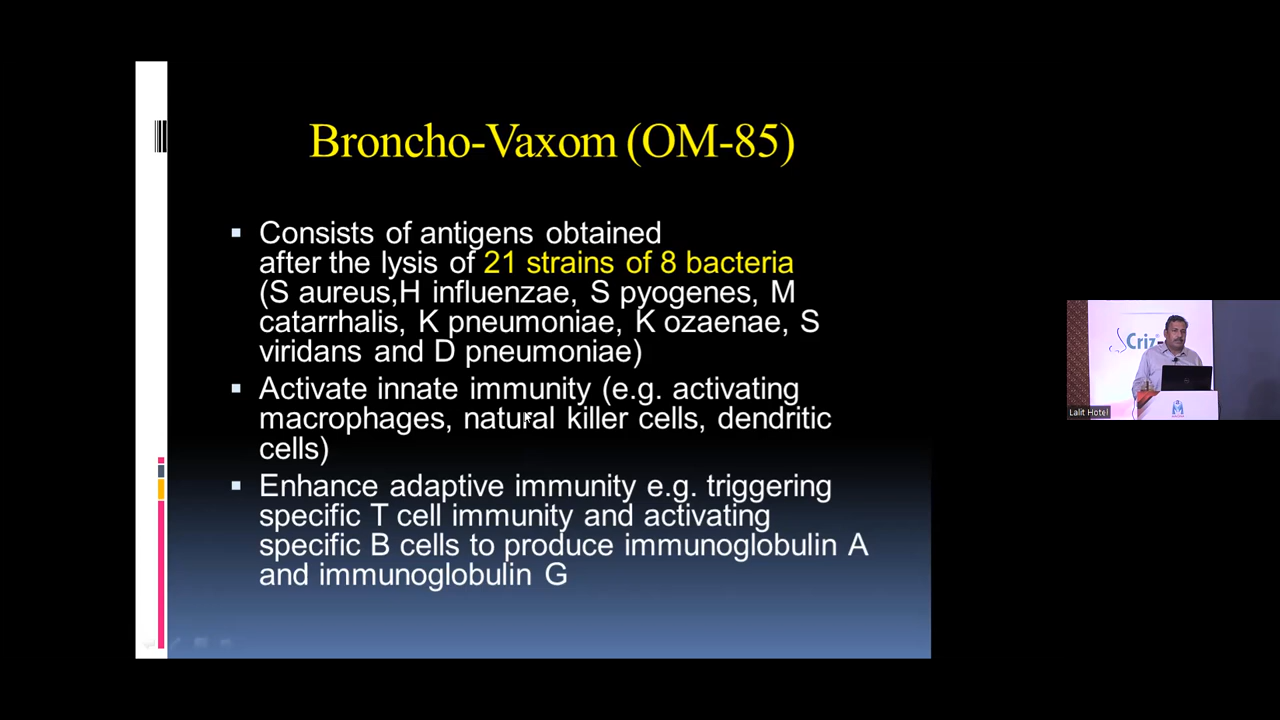 Broncho-Vaxom (OM-85)
Consists of antigens obtained
after the lysis of 21 strains of 8 bacteria
(S aureus,H influenzae, S pyogenes, M
catarrhalis, K pneumoniae, K ozaenae, S
viridans and D pneumoniae)
Activate innate immunity (e.g. activating
macrophages, natural killer cells, dendritic
cells)
Enhance adaptive immunity e.g. triggering
specific T cell immunity and activating
specific B cells to produce immunoglobulin A
and immunoglobulin G
Criz
Lalit Hotel